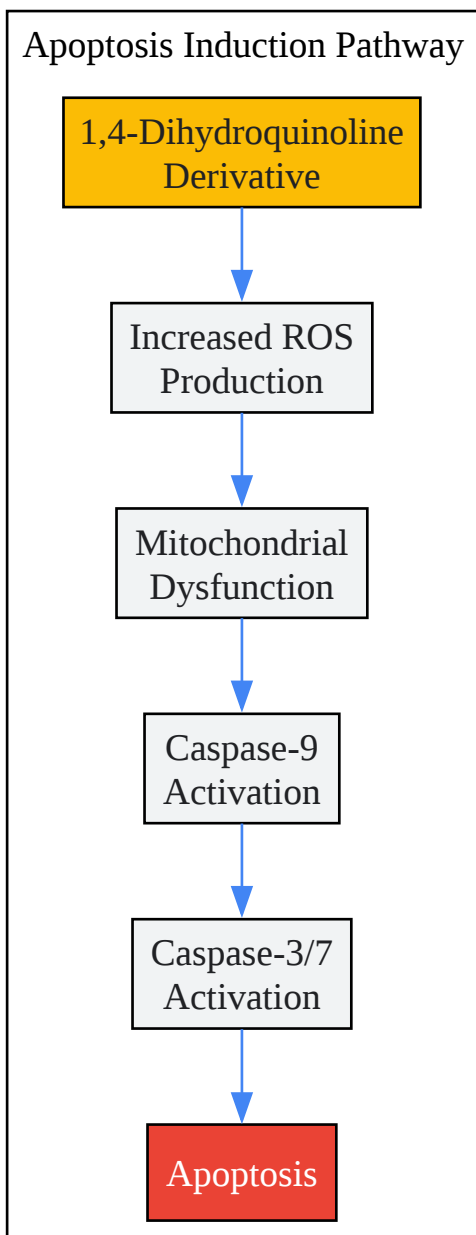 Apoptosis Induction Pathway
1,4-Dihydroquinoline
Derivative
Increased ROS
Production
Mitochondrial
Dysfunction
Caspase-9
Activation
Caspase-3/7
Activation
Apoptosis